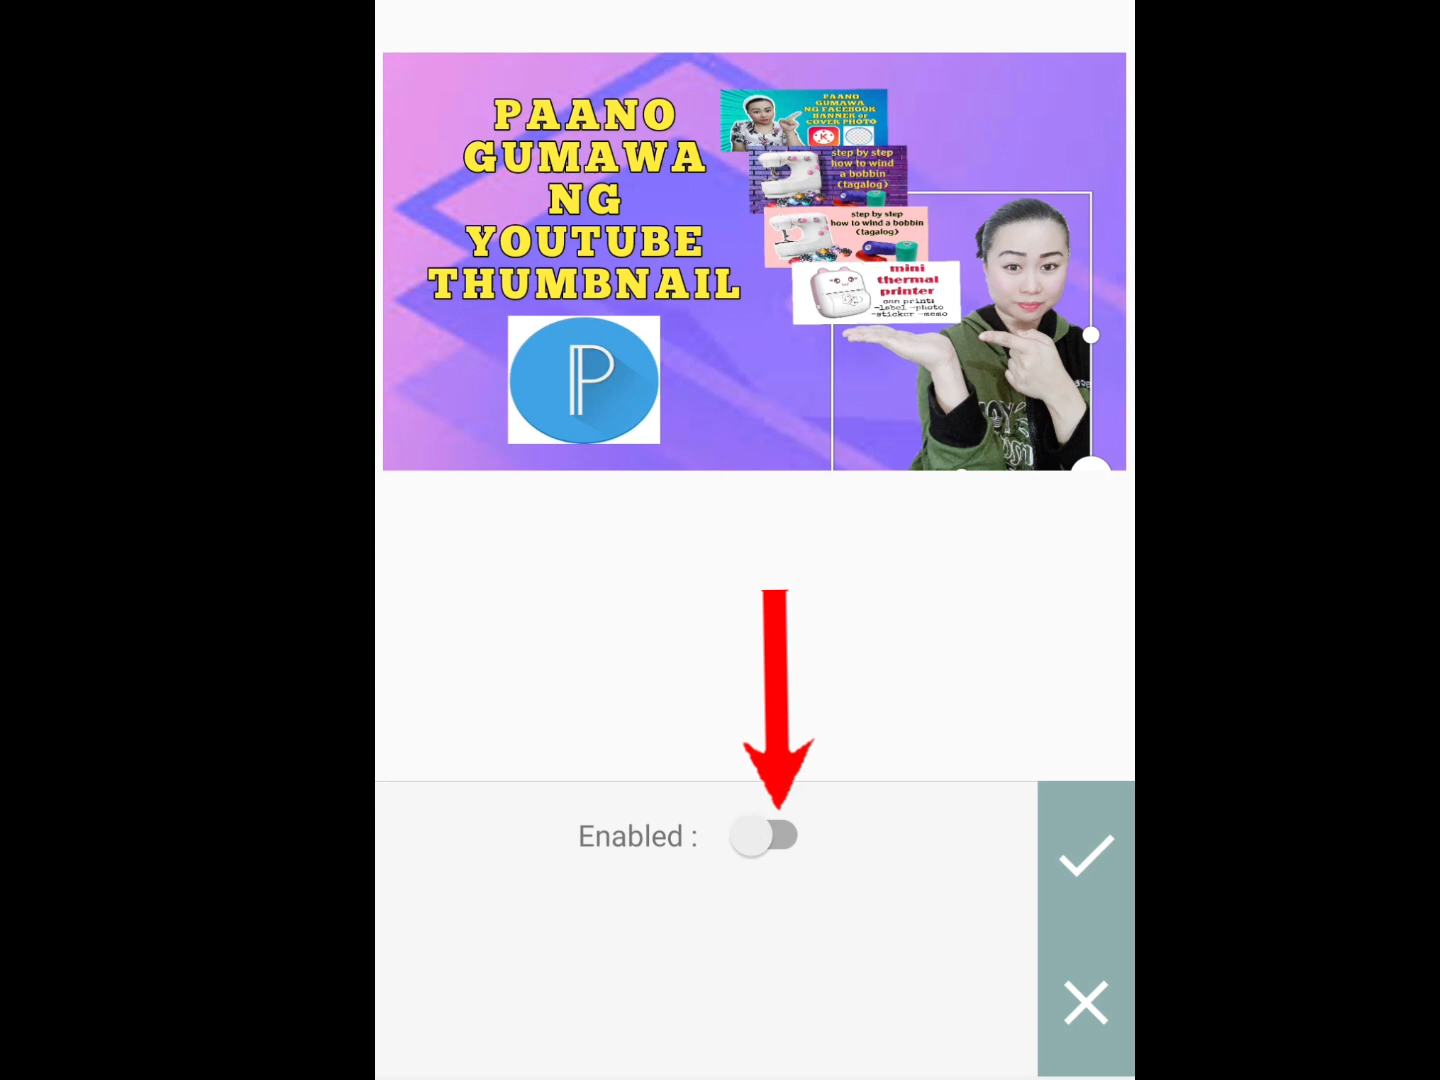 PAANO
GUMAWA
NG
YOUTUBE
THUMBNAIL
P
PAANO
GUMAWA
NG FACEBOOK
BANNER or
COVER PHOTO
K
step by step
how to wind
a bobbin
(tagalog)
step by step
how to wind a bobbin
(tagalog)
mini
thermal
printer
can print:
-label -photo
-sticker -memo
Enabled :